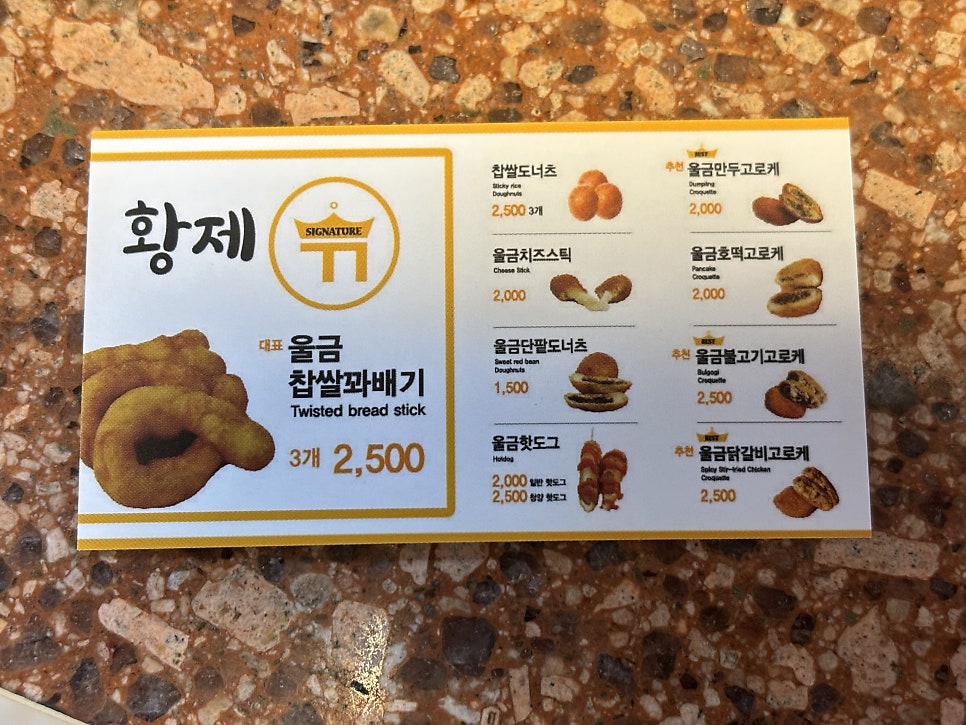 황제
SIGNATURE
대표 울금
찹쌀꽈배기
Twisted bread stick
3개 2,500
찹쌀도너츠
Sticky rice
Doughnuts
2,500 3개
울금치즈스틱
Cheese Stick
2,000
울금단팥도너츠
Sweet red bean
Doughnuts
1,500
울금핫도그
Hotdog
2,000 일반 핫도그
2,500 청양 핫도그
BEST
추천 울금만두고로케
Dumpling
Croquette
2,000
울금호떡고로케
Pancake
Croquette
2,000
BEST
추천 울금불고기고로케
Bulgogi
Croquette
2,500
BEST
추천 울금닭갈비고로케
Spicy Stir-fried Chicken
Croquette
2,500